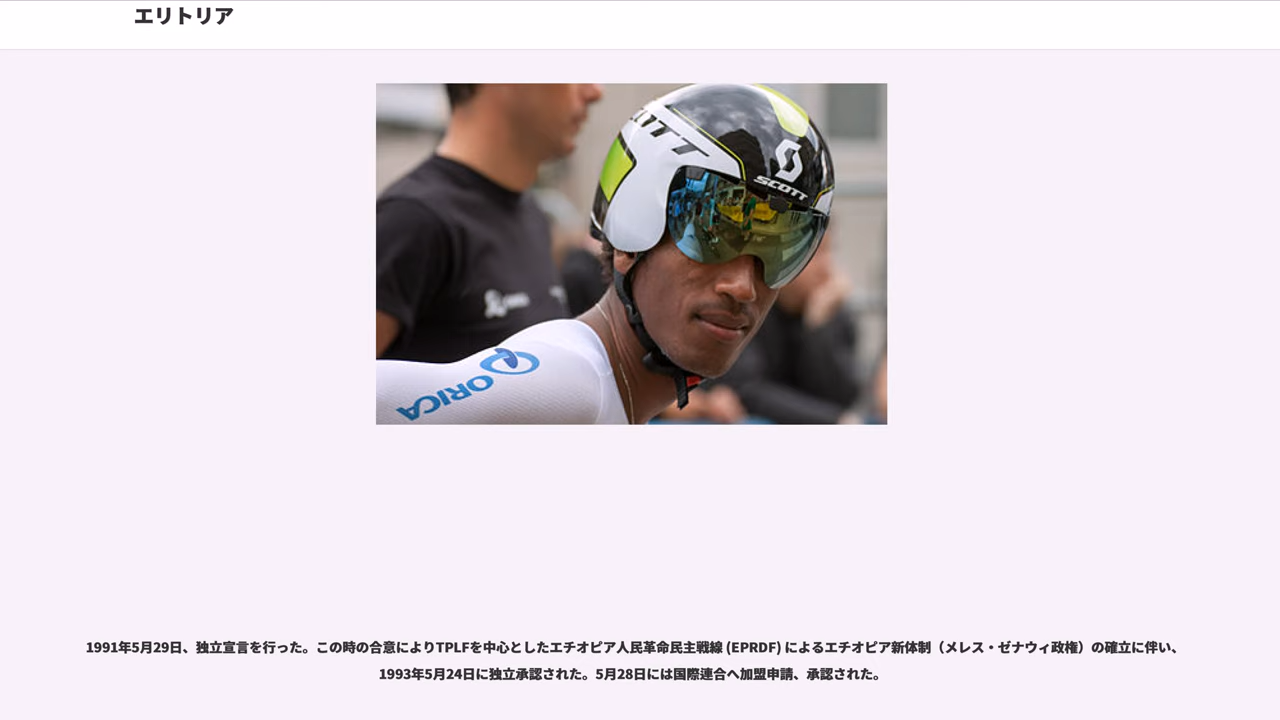 エリトリア
SCOTT
SCOTT
ORICA
1991年5月29日、独立宣言を行った。この時の合意によりTPLFを中心としたエチオピア人民革命民主戦線 (EPRDF) によるエチオピア新体制（メレス・ゼナウィ政権）の確立に伴い、
1993年5月24日に独立承認された。5月28日には国際連合へ加盟申請、承認された。